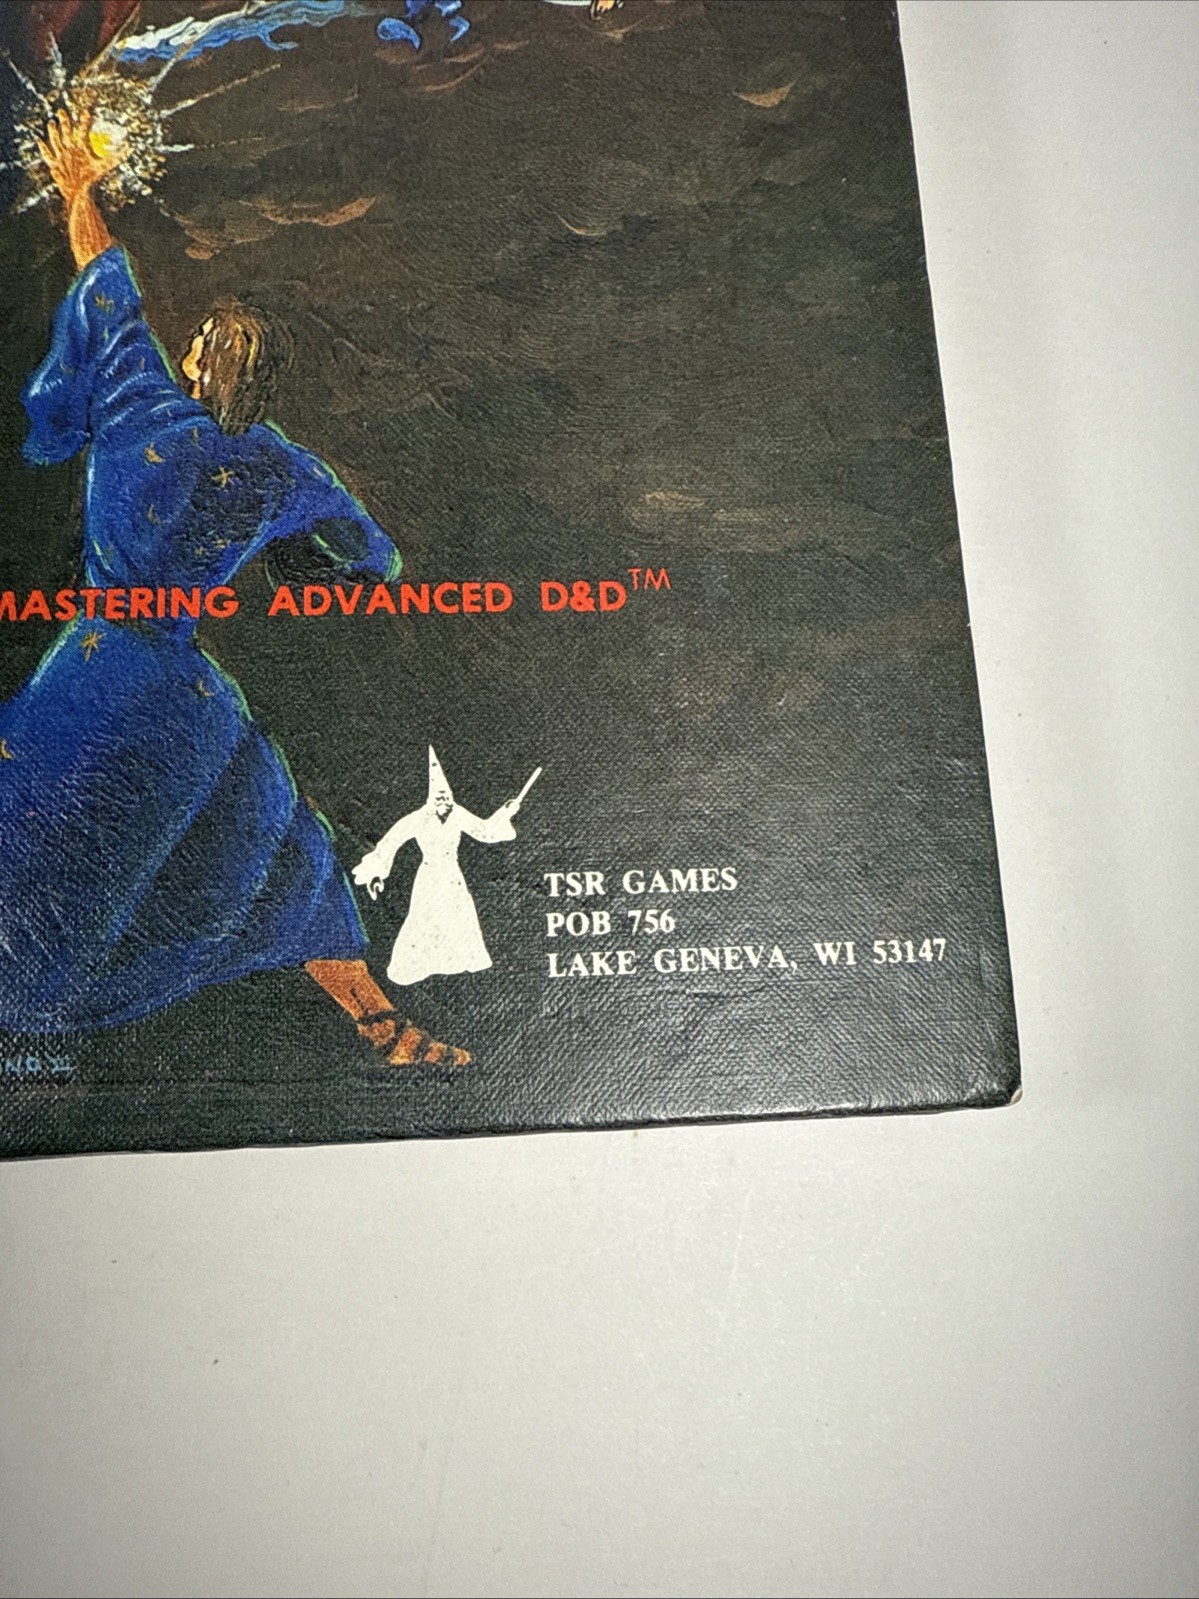 MASTERING ADVANCED D&D™
TSR GAMES
POB 756
LAKE GENEVA, WI 53147